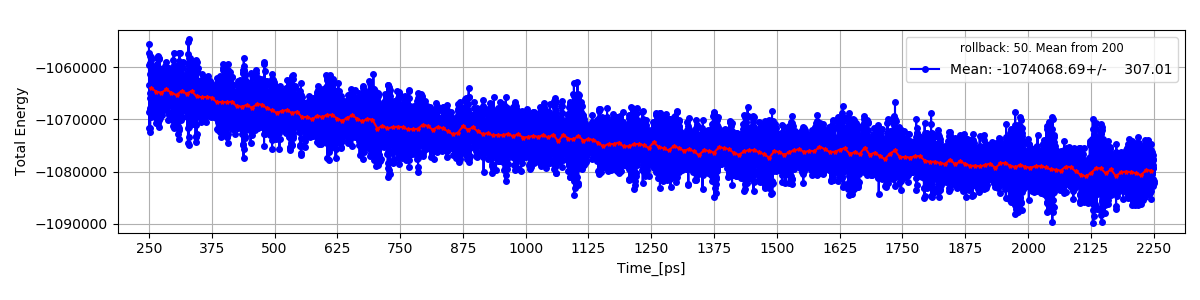 rollback: 50. Mean from 200
Mean: -1074068.69+/-    307.01
Total Energy
−1060000
−1070000
−1080000
−1090000
250 375 500 625 750 875 1000 1125 1250 1375 1500 1625 1750 1875 2000 2125 2250
Time_[ps]